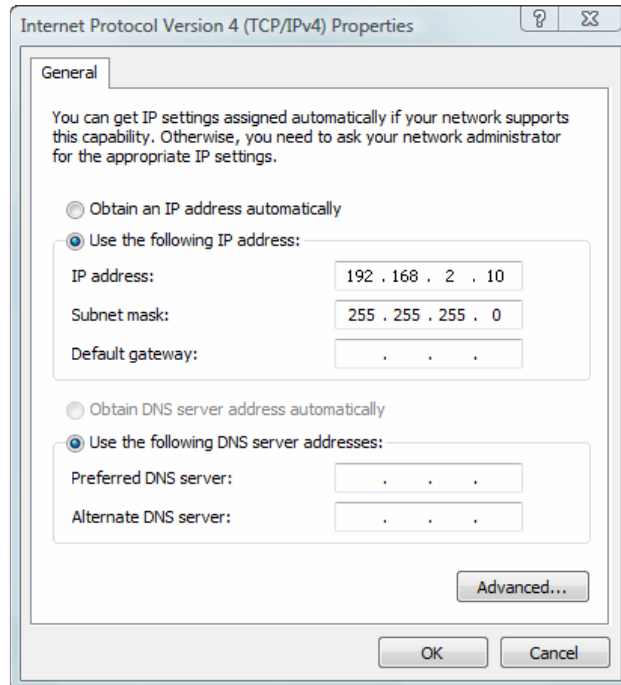 Internet Protocol Version 4 (TCP/IPv4) Properties
General
You can get IP settings assigned automatically if your network supports
this capability. Otherwise, you need to ask your network administrator
for the appropriate IP settings.
Obtain an IP address automatically
Use the following IP address:
IP address: 192 . 168 . 2 . 10
Subnet mask: 255 . 255 . 255 . 0
Default gateway: . . .
Obtain DNS server address automatically
Use the following DNS server addresses:
Preferred DNS server: . . .
Alternate DNS server: . . .
Advanced...
OK Cancel